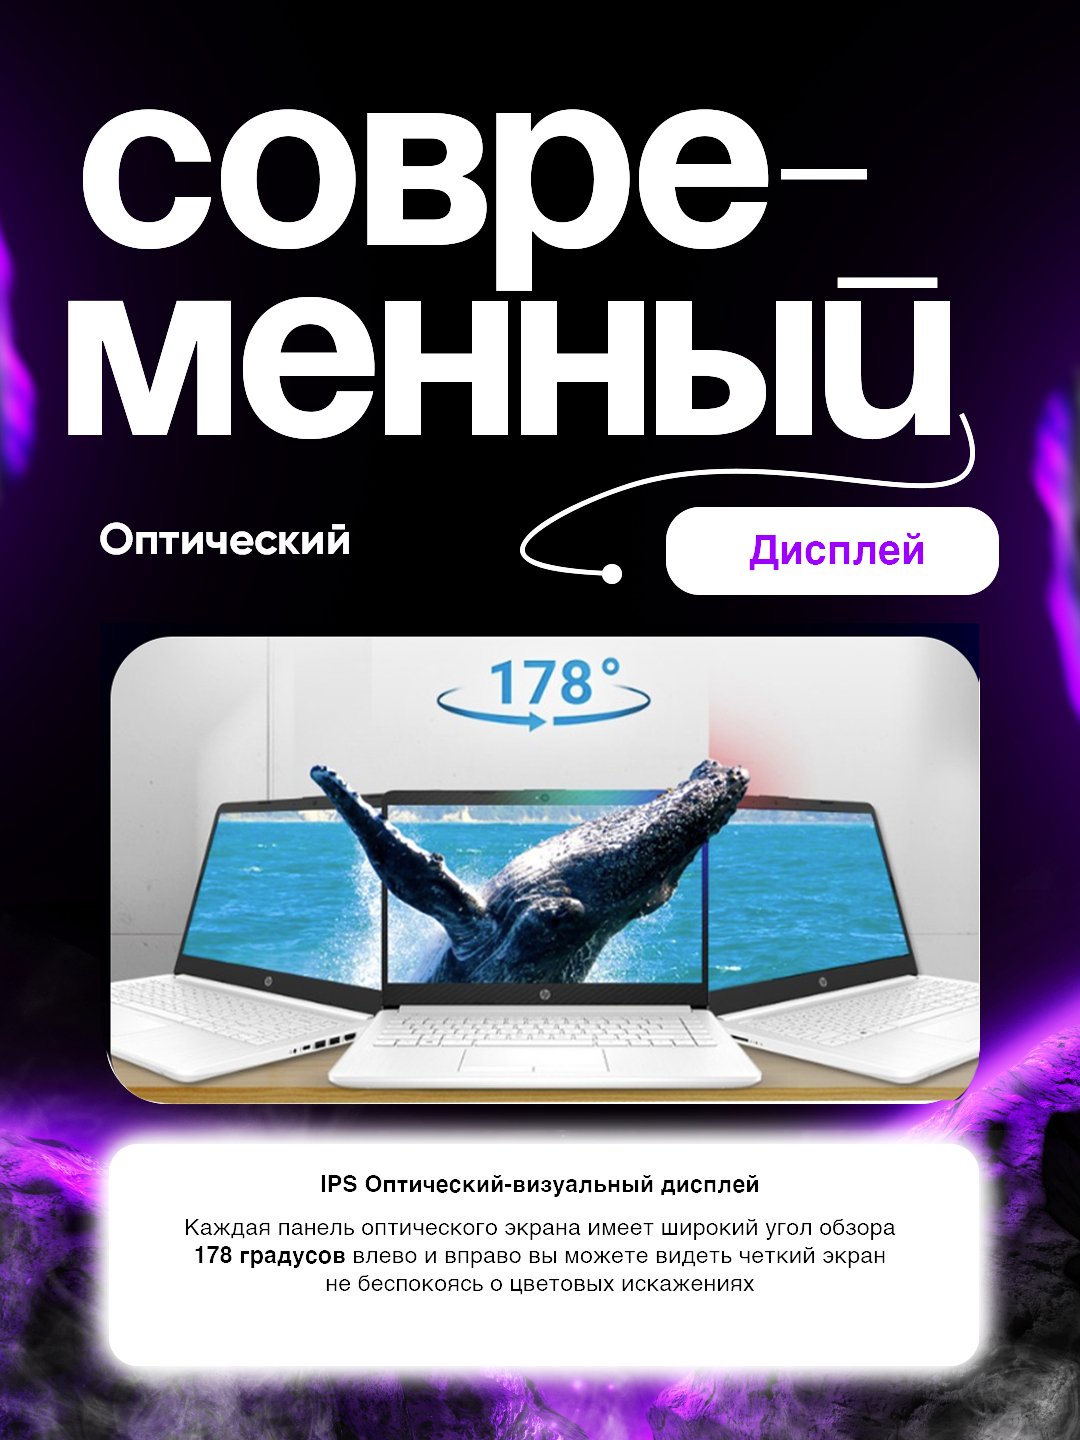 совре-
менный
Оптический
Дисплей
178°
IPS Оптический-визуальный дисплей
Каждая панель оптического экрана имеет широкий угол обзора
178 градусов влево и вправо вы можете видеть четкий экран
не беспокоясь о цветовых искажениях